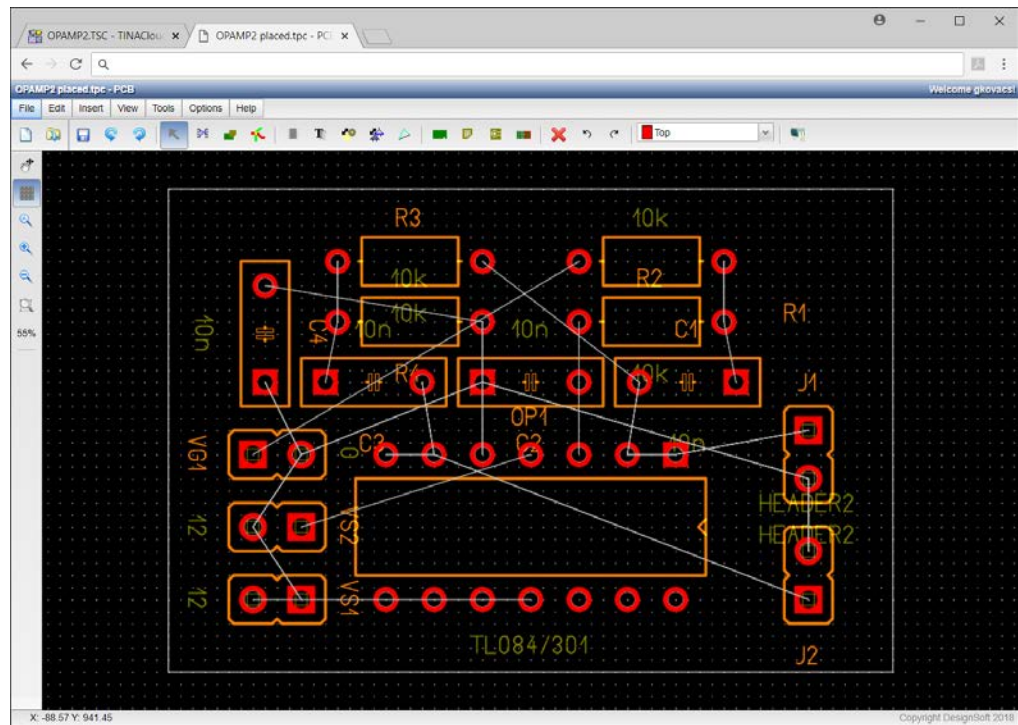 OPAMP2.TSC - TINAClou
OPAMP2 placed.tpc - PC
OPAMP2 placed.tpc - PCB
Welcome gkovacs!
File Edit Insert View Tools Options Help
Top
55%
R3
10k
10k
R2
10n
C4
10k
10n
10n
C1
R1
R4
10k
J1
OP1
VG1
0
C3
C2
10n
HEADER2
HEADER2
12
VS2
12
VS1
TL084/301
J2
X: -88.57 Y: 941.45
Copyright DesignSoft 2018